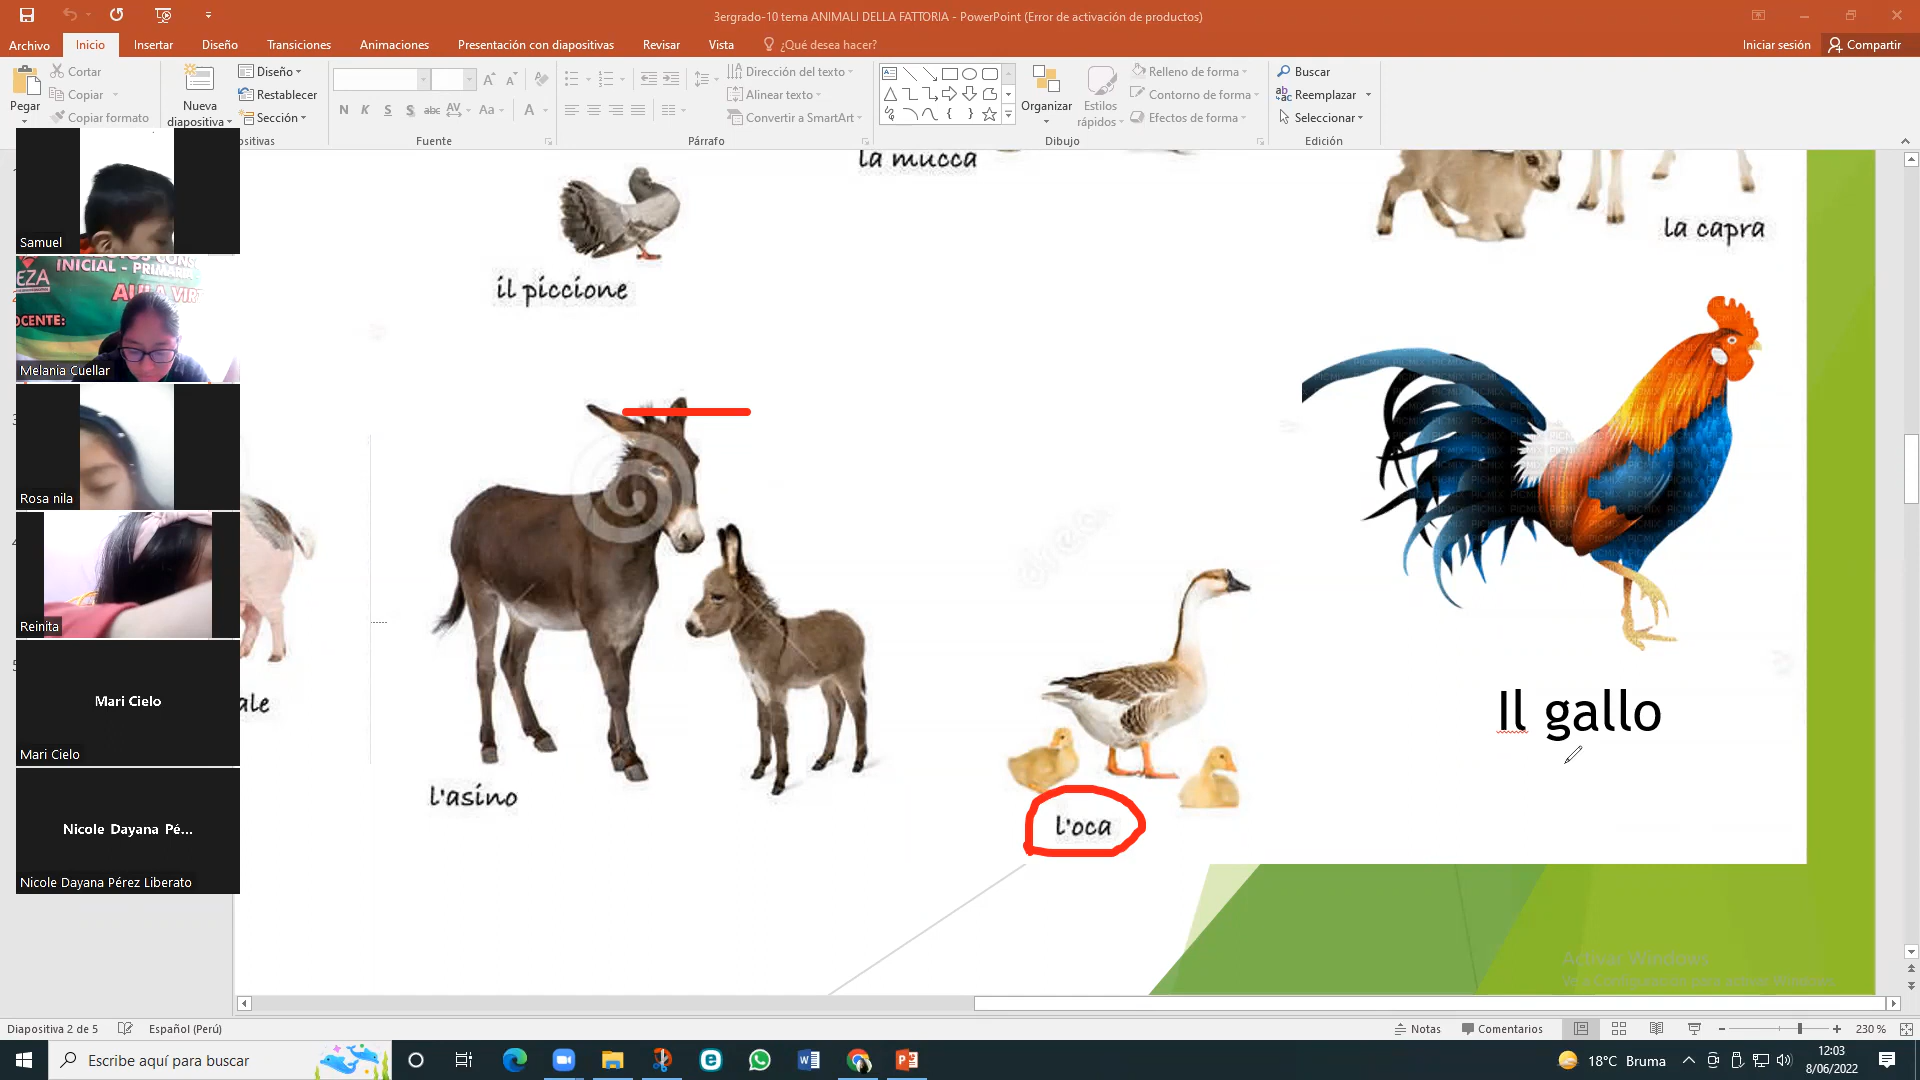 3ergrado-10 tema ANIMALI DELLA FATTORIA - PowerPoint (Error de activación de productos)
Archivo
Inicio
Insertar
Diseño
Transiciones
Animaciones
Presentación con diapositivas
Revisar
Vista
¿Qué desea hacer?
Iniciar sesión
Compartir
Pegar
Cortar
Copiar
Copiar formato
Nueva
diapositiva
Diseño
Restablecer
Sección
Fuente
Párrafo
Dirección del texto
Alinear texto
Convertir a SmartArt
Organizar
Estilos
rápidos
Relleno de forma
Contorno de forma
Efectos de forma
Dibujo
Buscar
Reemplazar
Seleccionar
Edición
Samuel
INICIAL - PRIMARIA
EZA
Melania Cuellar
Rosa nila
Reinita
Mari Cielo
Mari Cielo
Nicole Dayana Pé...
Nicole Dayana Pérez Liberato
la mucca
la capra
il piccione
l'asino
l'oca
Il gallo
Activar Windows
Diapositiva 2 de 5
Español (Perú)
Notas
Comentarios
230 %
Escribe aquí para buscar
18°C Bruma
12:03
8/06/2022